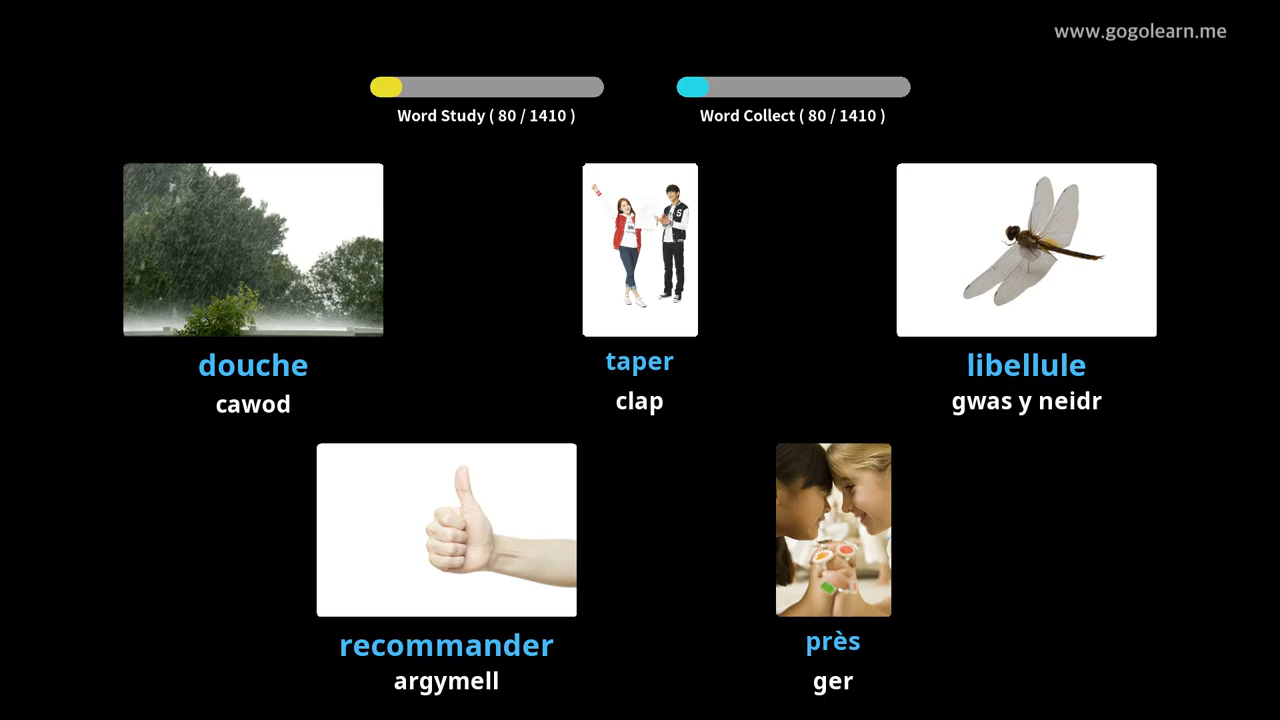 www.gogolearn.me
Word Study ( 80 / 1410 )
Word Collect ( 80 / 1410 )
douche
cawod
taper
clap
libellule
gwas y neidr
recommander
argymell
près
ger